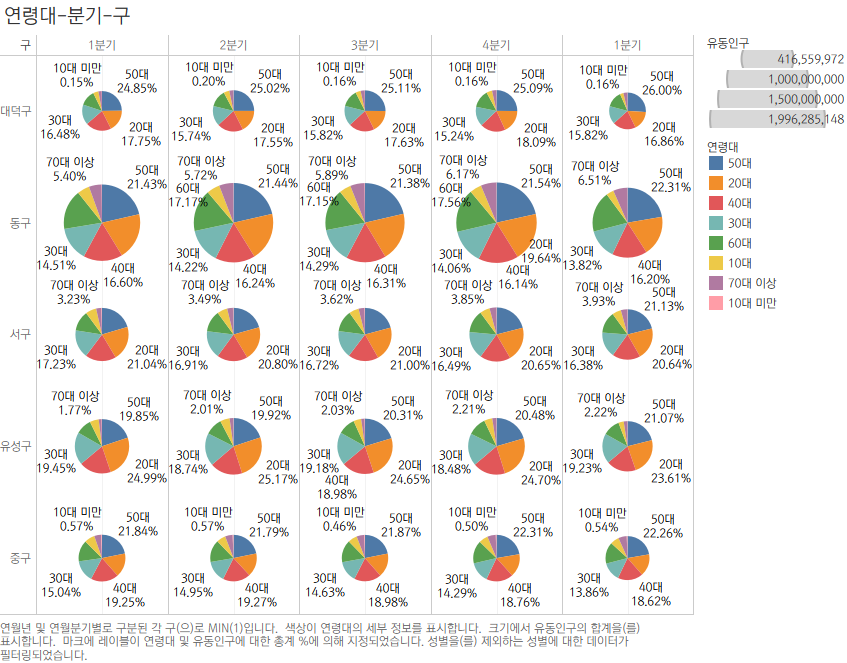 연령대-분기-구
구 1분기 2분기 3분기 4분기 1분기
유동인구
416,559,972
1,000,000,000
1,500,000,000
1,996,285,148
연령대
50대
20대
40대
30대
60대
10대
70대 이상
10대 미만
대덕구
10대 미만 0.15% 50대 24.85% 30대 16.48% 20대 17.75%
10대 미만 0.20% 50대 25.02% 30대 15.74% 20대 17.55%
10대 미만 0.16% 50대 25.11% 30대 15.82% 20대 17.63%
10대 미만 0.16% 50대 25.09% 30대 15.24% 20대 18.09%
10대 미만 0.16% 50대 26.00% 30대 15.82% 20대 16.86%
동구
70대 이상 5.40% 50대 21.43% 30대 14.51% 40대 16.60%
70대 이상 5.72% 50대 21.44% 60대 17.17% 30대 14.22% 40대 16.24%
70대 이상 5.89% 50대 21.38% 60대 17.15% 30대 14.29% 40대 16.31%
70대 이상 6.17% 50대 21.54% 60대 17.56% 20대 19.64% 30대 14.06% 40대 16.14%
70대 이상 6.51% 50대 22.31% 30대 13.82% 40대 16.20%
서구
70대 이상 3.23% 30대 17.23% 20대 21.04%
70대 이상 3.49% 30대 16.91% 20대 20.80%
70대 이상 3.62% 30대 16.72% 20대 21.00%
70대 이상 3.85% 30대 16.49% 20대 20.65%
70대 이상 3.93% 50대 21.13% 30대 16.38% 20대 20.64%
유성구
70대 이상 1.77% 50대 19.85% 30대 19.45% 20대 24.99%
70대 이상 2.01% 50대 19.92% 30대 18.74% 20대 25.17%
70대 이상 2.03% 50대 20.31% 30대 19.18% 20대 24.65% 40대 18.98%
70대 이상 2.21% 50대 20.48% 30대 18.48% 20대 24.70%
70대 이상 2.22% 50대 21.07% 30대 19.23% 20대 23.61%
중구
10대 미만 0.57% 50대 21.84% 30대 15.04% 40대 19.25%
10대 미만 0.57% 50대 21.79% 30대 14.95% 40대 19.27%
10대 미만 0.46% 50대 21.87% 30대 14.63% 40대 18.98%
10대 미만 0.50% 50대 22.31% 30대 14.29% 40대 18.76%
10대 미만 0.54% 50대 22.26% 30대 13.86% 40대 18.62%
연월년 및 연월분기별로 구분된 각 구(으)로 MIN(1)입니다. 색상이 연령대의 세부 정보를 표시합니다. 크기에서 유동인구의 합계을(를)
표시합니다. 마크에 레이블이 연령대 및 유동인구에 대한 총계 %에 의해 지정되었습니다. 성별을(를) 제외하는 성별에 대한 데이터가
필터링되었습니다.